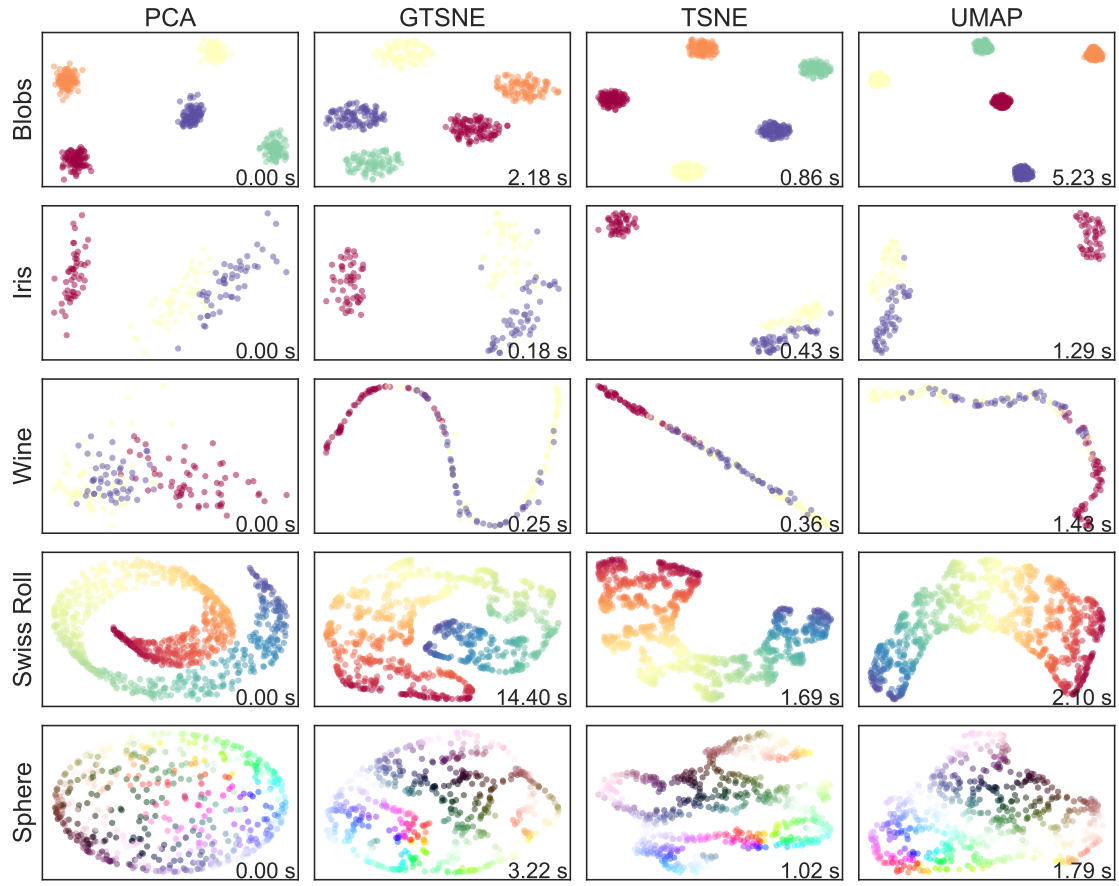 PCA GTSNE TSNE UMAP
Blobs
0.00 s 2.18 s 0.86 s 5.23 s
Iris
0.00 s 0.18 s 0.43 s 1.29 s
Wine
0.00 s 0.25 s 0.36 s 1.43 s
Swiss Roll
0.00 s 14.40 s 1.69 s 2.10 s
Sphere
0.00 s 3.22 s 1.02 s 1.79 s